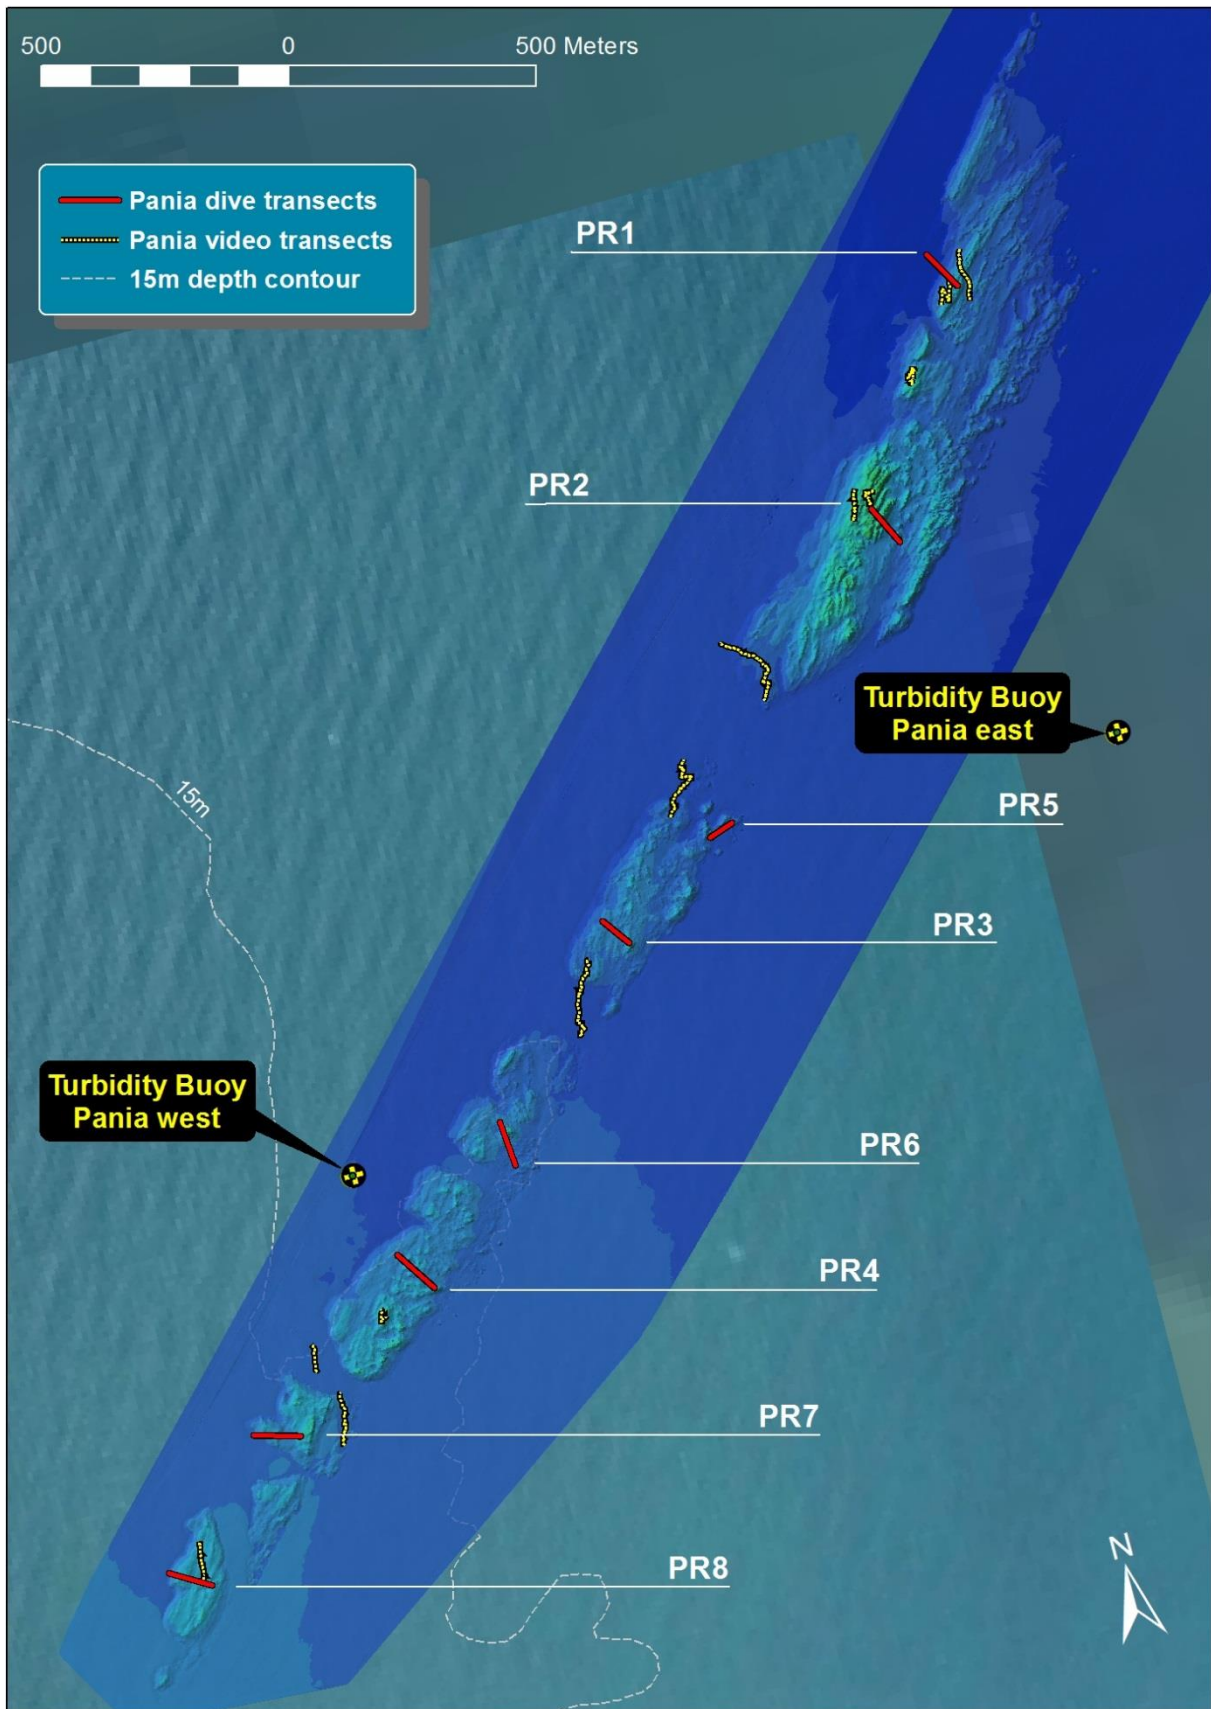 500 0 500 Meters
Pania dive transects
Pania video transects
15m depth contour
PR1
PR2
Turbidity Buoy
Pania east
15m
PR5
PR3
Turbidity Buoy
Pania west
PR6
PR4
PR7
N
PR8